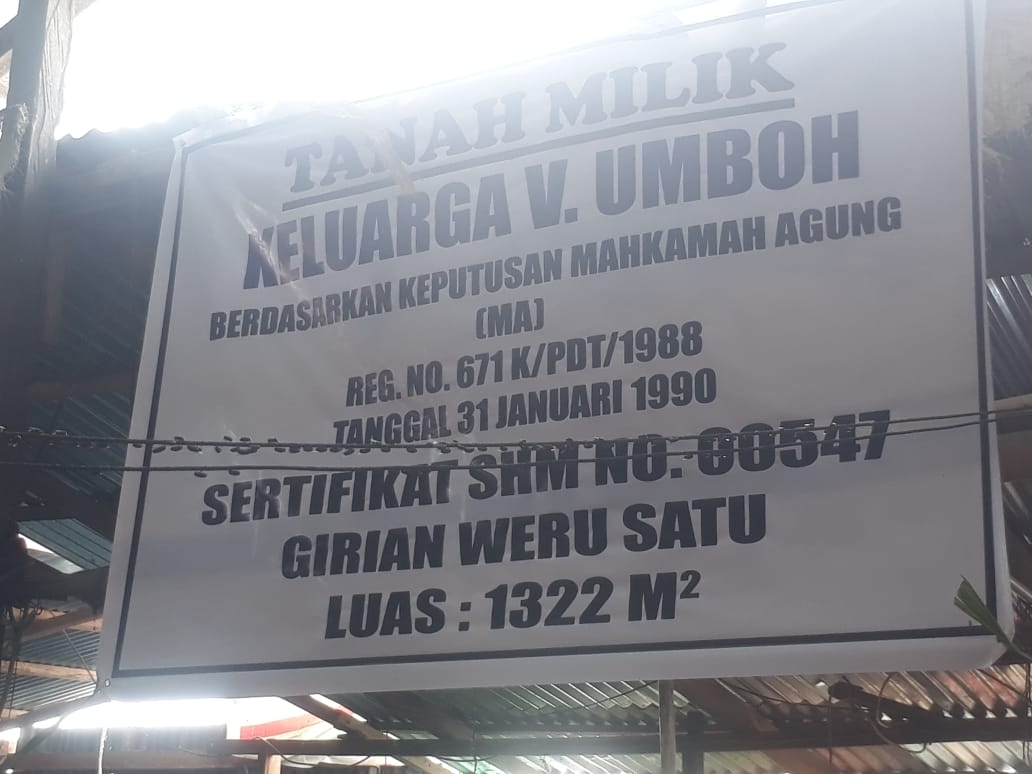 TANAH MILIK
KELUARGA V. UMBOH
BERDASARKAN KEPUTUSAN MAHKAMAH AGUNG
(MA)
REG. NO. 671 K/PDT/1988
TANGGAL 31 JANUARI 1990
SERTIFIKAT SHM NO. 00547
GIRIAN WERU SATU
LUAS : 1322 M²